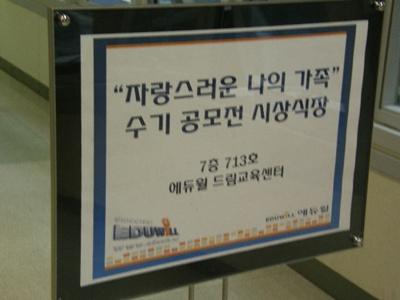 “자랑스러운 나의 가족”
수기 공모전 시상식장
7층 713호
에듀윌 드림교육센터
EDUWILL
EDUWILL 에듀윌